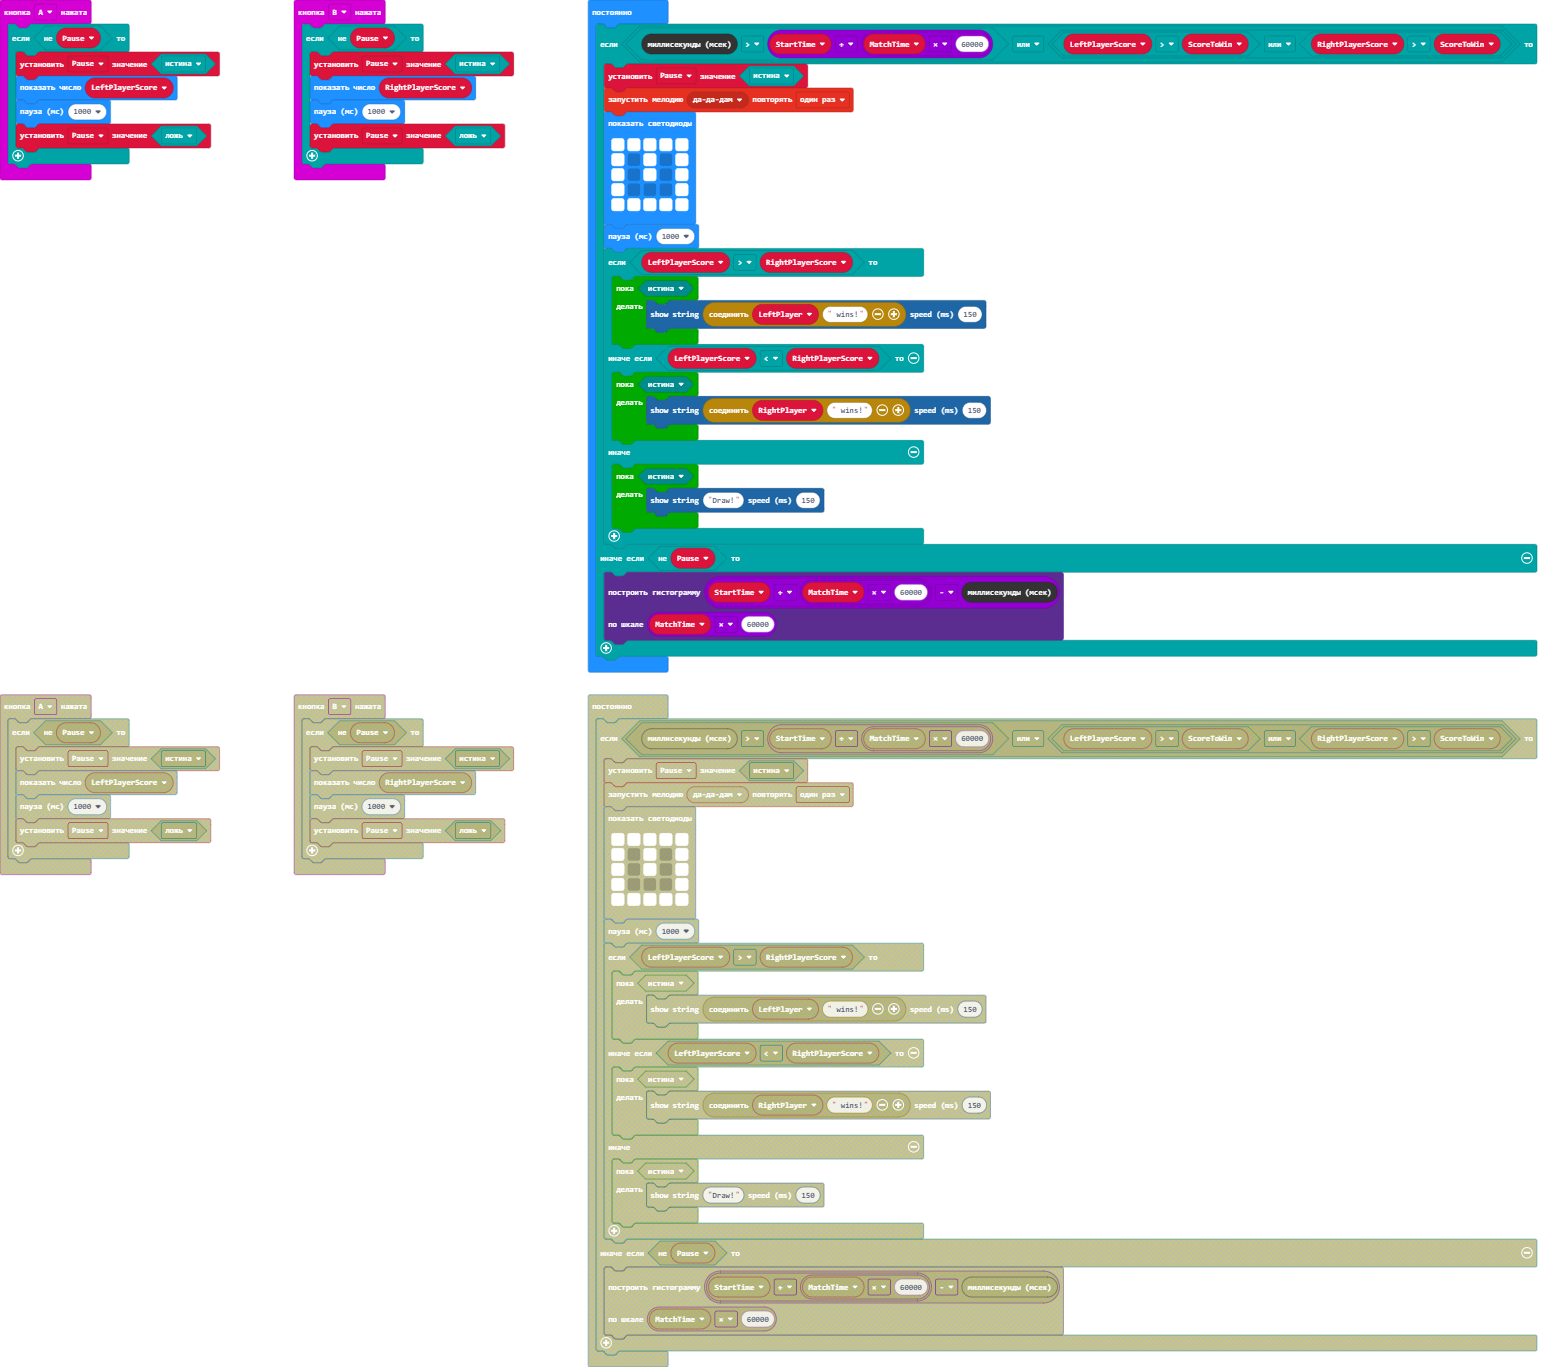 кнопка A нажата
если не Pause то
установить Pause значение истина
показать число LeftPlayerScore
пауза (мс) 1000
установить Pause значение ложь
кнопка B нажата
если не Pause то
установить Pause значение истина
показать число RightPlayerScore
пауза (мс) 1000
установить Pause значение ложь
постоянно
если миллисекунды (мсек) > StartTime + MatchTime × 60000 или LeftPlayerScore > ScoreToWin или RightPlayerScore > ScoreToWin то
установить Pause значение истина
запустить мелодию да-да-дам повторять один раз
показать светодиоды
пауза (мс) 1000
если LeftPlayerScore > RightPlayerScore то
пока истина
делать show string соединить LeftPlayer " wins!" speed (ms) 150
иначе если LeftPlayerScore < RightPlayerScore то
пока истина
делать show string соединить RightPlayer " wins!" speed (ms) 150
иначе
пока истина
делать show string "Draw!" speed (ms) 150
иначе если не Pause то
построить гистограмму StartTime + MatchTime × 60000 - миллисекунды (мсек)
по шкале MatchTime × 60000
кнопка A нажата
если не Pause то
установить Pause значение истина
показать число LeftPlayerScore
пауза (мс) 1000
установить Pause значение ложь
кнопка B нажата
если не Pause то
установить Pause значение истина
показать число RightPlayerScore
пауза (мс) 1000
установить Pause значение ложь
постоянно
если миллисекунды (мсек) > StartTime + MatchTime × 60000 или LeftPlayerScore > ScoreToWin или RightPlayerScore > ScoreToWin то
установить Pause значение истина
запустить мелодию да-да-дам повторять один раз
показать светодиоды
пауза (мс) 1000
если LeftPlayerScore > RightPlayerScore то
пока истина
делать show string соединить LeftPlayer " wins!" speed (ms) 150
иначе если LeftPlayerScore < RightPlayerScore то
пока истина
делать show string соединить RightPlayer " wins!" speed (ms) 150
иначе
пока истина
делать show string "Draw!" speed (ms) 150
иначе если не Pause то
построить гистограмму StartTime + MatchTime × 60000 - миллисекунды (мсек)
по шкале MatchTime × 60000